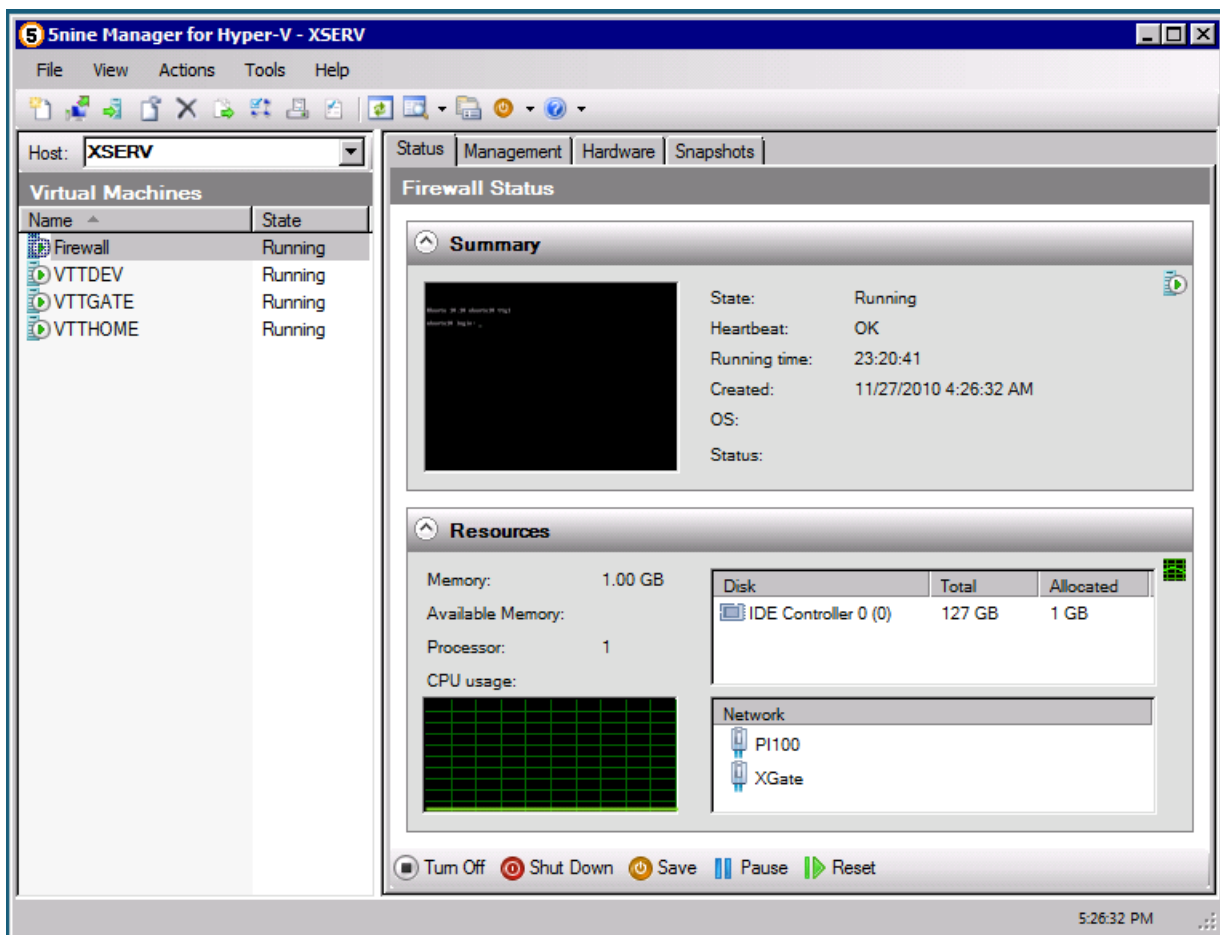 5nine Manager for Hyper-V - XSERV
File View Actions Tools Help
Host: XSERV
Virtual Machines
Name State
Firewall Running
VTTDEV Running
VTTGATE Running
VTTHOME Running
Status Management Hardware Snapshots
Firewall Status
Summary
State: Running
Heartbeat: OK
Running time: 23:20:41
Created: 11/27/2010 4:26:32 AM
OS:
Status:
Resources
Memory: 1.00 GB
Available Memory:
Processor: 1
CPU usage:
Disk Total Allocated
IDE Controller 0 (0) 127 GB 1 GB
Network
PI100
XGate
Turn Off Shut Down Save Pause Reset
5:26:32 PM